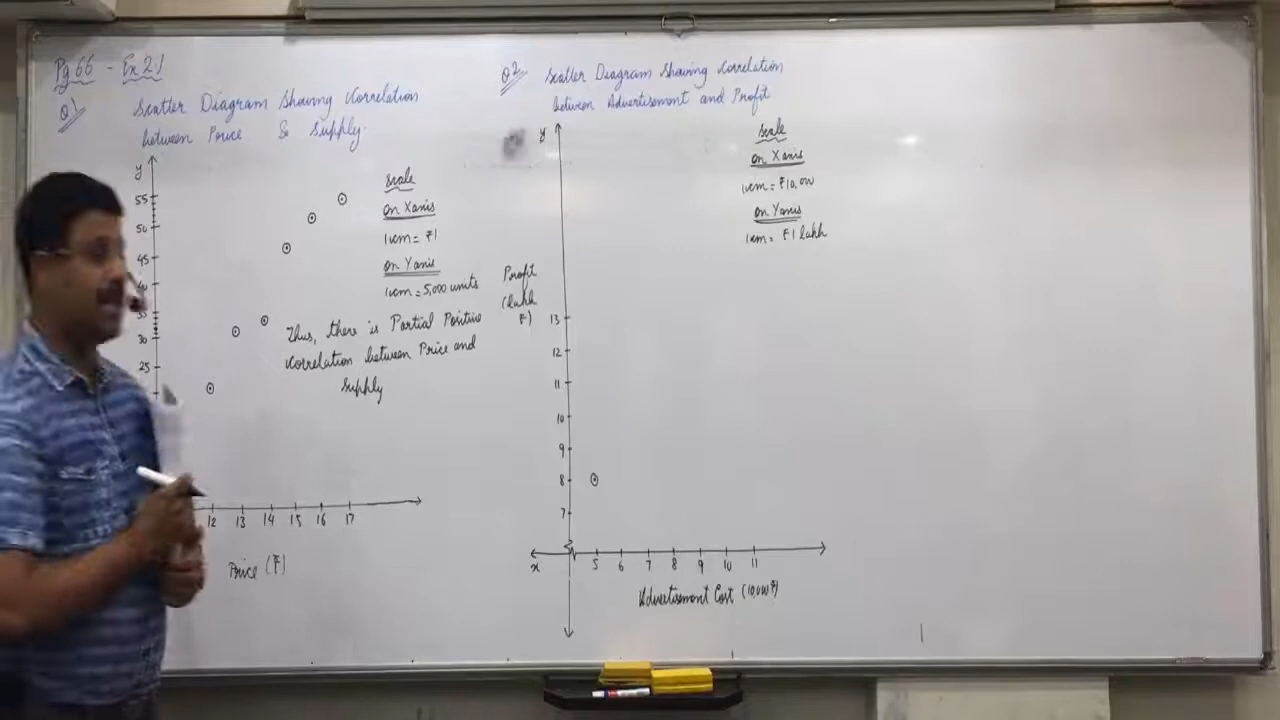 Pg 66 - Ex 2.1
Q1 Scatter Diagram Showing Correlation
between Price & Supply.
y
55
50
45
40
35
30
25
12 13 14 15 16 17
Price (₹)
Scale
On X axis
1cm = ₹1
On Y axis
1cm = 5,000 units
Thus, there is Partial Positive
Correlation between Price and
Supply
Q2 Scatter Diagram Showing Correlation
between Advertisement and Profit
y
Scale
On X axis
1cm = ₹10,000
On Y axis
1cm = ₹1 lakh
Profit
(lakh
₹)
13
12
11
10
9
8
7
x 5 6 7 8 9 10 11
Advertisement Cost (10,000 ₹)